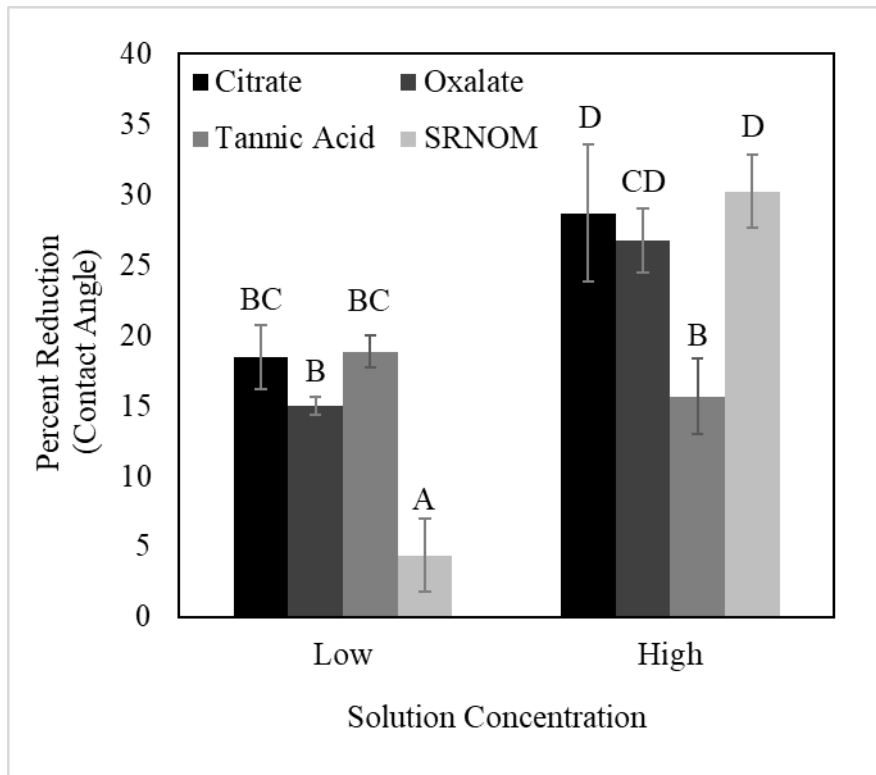 40
35
30
25
20
15
10
5
0
Percent Reduction
(Contact Angle)
Citrate
Oxalate
Tannic Acid
SRNOM
BC
B
BC
A
D
CD
B
D
Low
High
Solution Concentration